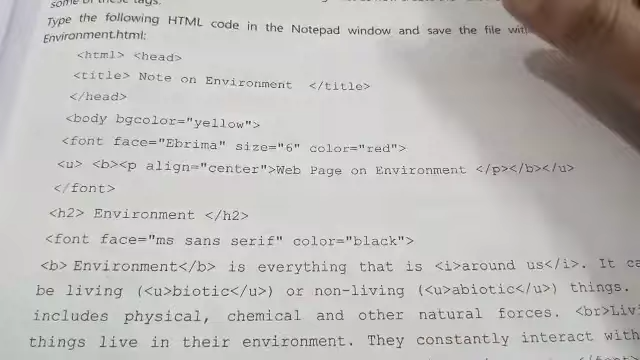 some of these tags.
Type the following HTML code in the Notepad window and save the file
Environment.html:
<html> <head>
<title> Note on Environment </title>
</head>
<body bgcolor="yellow">
<font face="Ebrima" size="6" color="red">
<u> <b><p align="center">Web Page on Environment </p></b></u>
</font>
<h2> Environment </h2>
<font face="ms sans serif" color="black">
<b> Environment</b> is everything that is <i>around us</i>. It
be living (<u>biotic</u>) or non-living (<u>abiotic</u>) things.
includes physical, chemical and other natural forces. <br>
things live in their environment. They constantly interact with